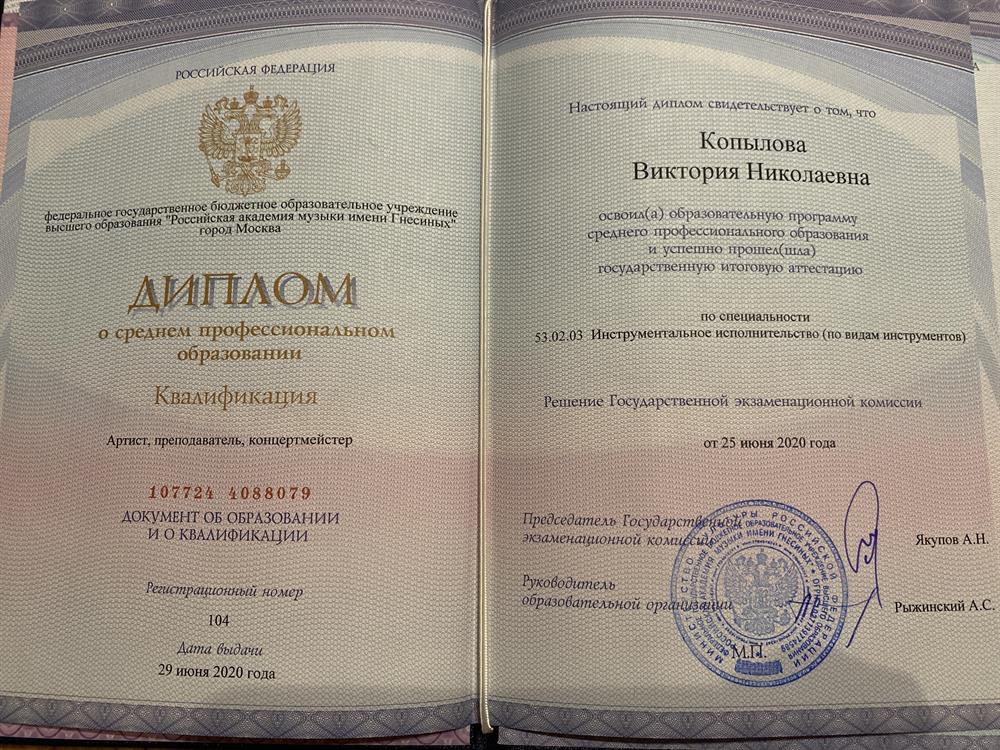 РОССИЙСКАЯ ФЕДЕРАЦИЯ
федеральное государственное бюджетное образовательное учреждение
высшего образования "Российская академия музыки имени Гнесиных"
город Москва
ДИПЛОМ
о среднем профессиональном
образовании
Квалификация
Артист, преподаватель, концертмейстер
107724 4088079
ДОКУМЕНТ ОБ ОБРАЗОВАНИИ
И О КВАЛИФИКАЦИИ
Регистрационный номер
104
Дата выдачи
29 июня 2020 года
Настоящий диплом свидетельствует о том, что
Копылова
Виктория Николаевна
освоил(а) образовательную программу
среднего профессионального образования
и успешно прошел(шла)
государственную итоговую аттестацию
по специальности
53.02.03 Инструментальное исполнительство (по видам инструментов)
Решение Государственной экзаменационной комиссии
от 25 июня 2020 года
Председатель Государственной
экзаменационной комиссии
Якупов А.Н.
Руководитель
образовательной организации
Рыжинский А.С.
М.П.
МИНИСТЕРСТВО КУЛЬТУРЫ РОССИЙСКОЙ ФЕДЕРАЦИИ